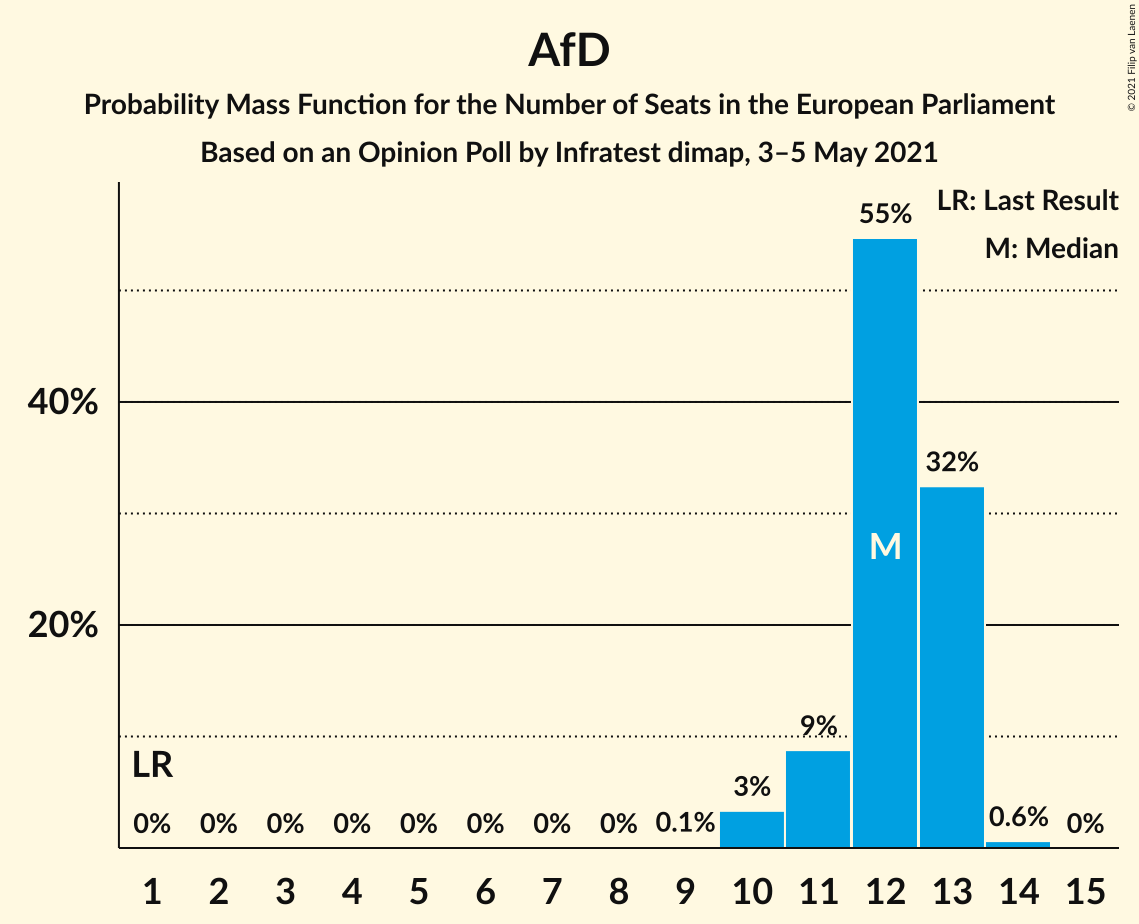 AfD
Probability Mass Function for the Number of Seats in the European Parliament
Based on an Opinion Poll by Infratest dimap, 3–5 May 2021
© 2021 Filip van Laenen
LR: Last Result
M: Median
55%
40%
32%
M
20%
9%
LR
3%
0% 0% 0% 0% 0% 0% 0% 0% 0.1% 0.6% 0%
1 2 3 4 5 6 7 8 9 10 11 12 13 14 15